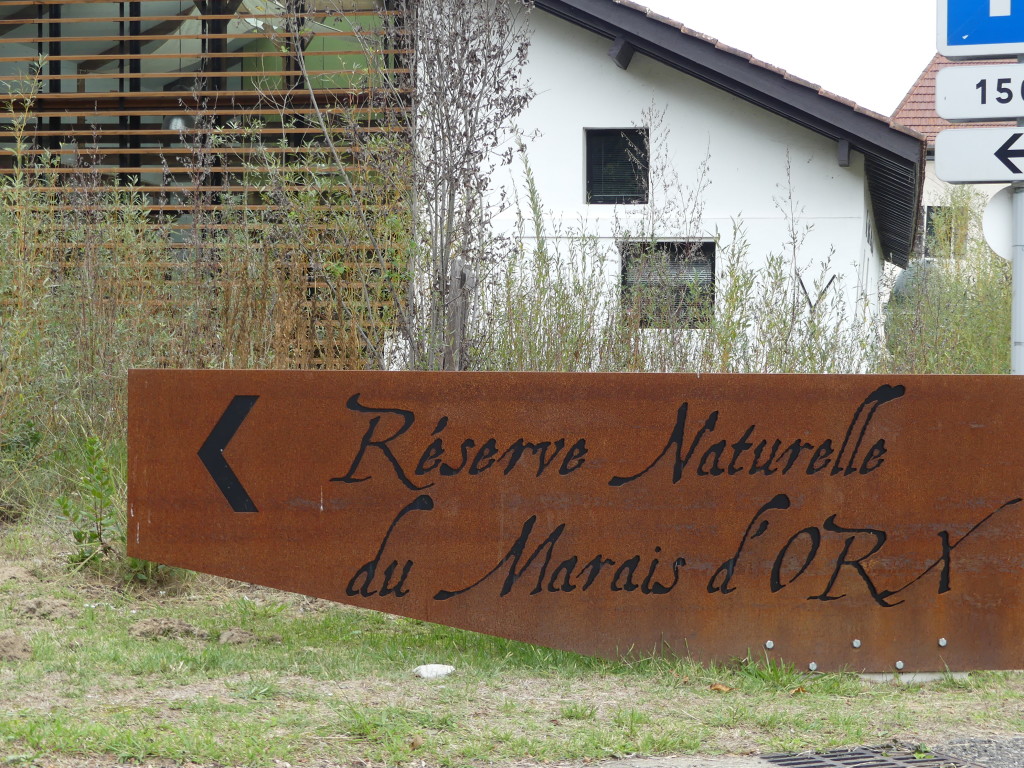 Réserve Naturelle
du Marais d'ORX